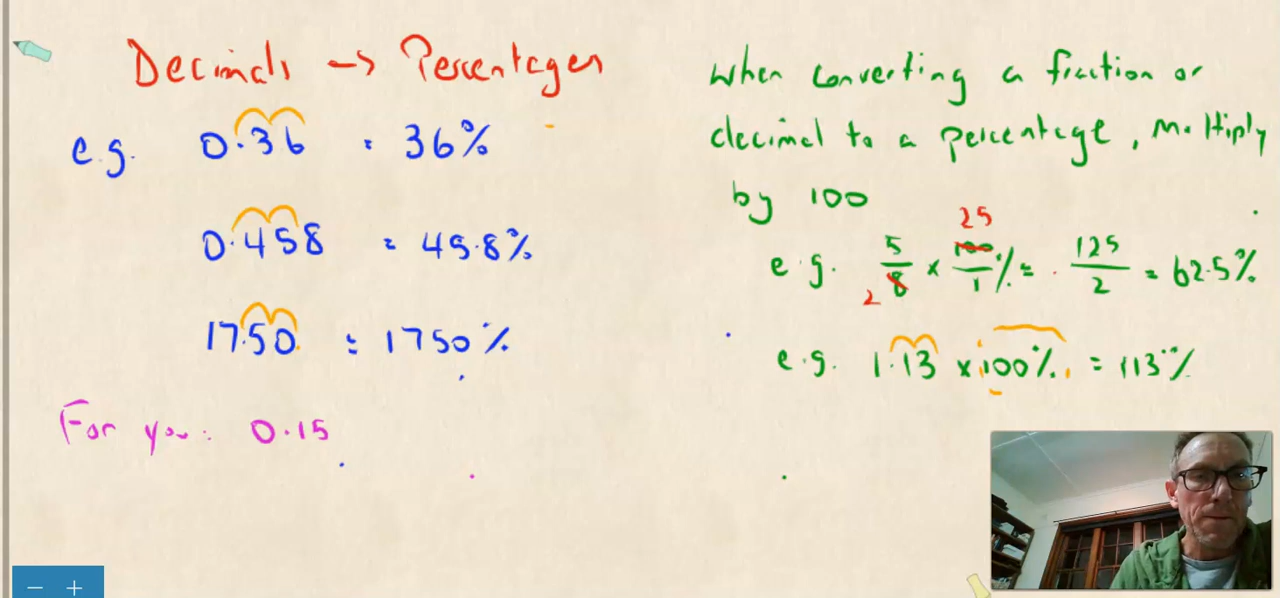 Decimals -> Percentages
e.g. 0.36 = 36%
0.458 = 45.8%
17.50 = 1750%
For you: 0.15
When converting a fraction or
decimal to a percentage, multiply
by 100
25
e.g. 5/8 × 100/1 % = 125/2 = 62.5%
2
e.g. 1.13 × 100% = 113%
− +